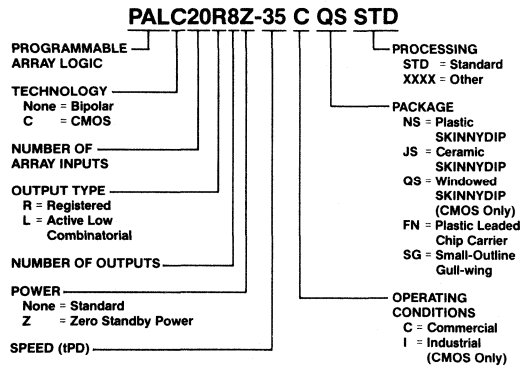 PALC20R8Z-35 C QS STD
PROGRAMMABLE
ARRAY LOGIC
TECHNOLOGY
None = Bipolar
C = CMOS
NUMBER OF
ARRAY INPUTS
OUTPUT TYPE
R = Registered
L = Active Low
Combinatorial
NUMBER OF OUTPUTS
POWER
None = Standard
Z = Zero Standby Power
SPEED (tPD)
PROCESSING
STD = Standard
XXXX = Other
PACKAGE
NS = Plastic
SKINNYDIP
JS = Ceramic
SKINNYDIP
QS = Windowed
SKINNYDIP
(CMOS Only)
FN = Plastic Leaded
Chip Carrier
SG = Small-Outline
Gull-wing
OPERATING
CONDITIONS
C = Commercial
I = Industrial
(CMOS Only)